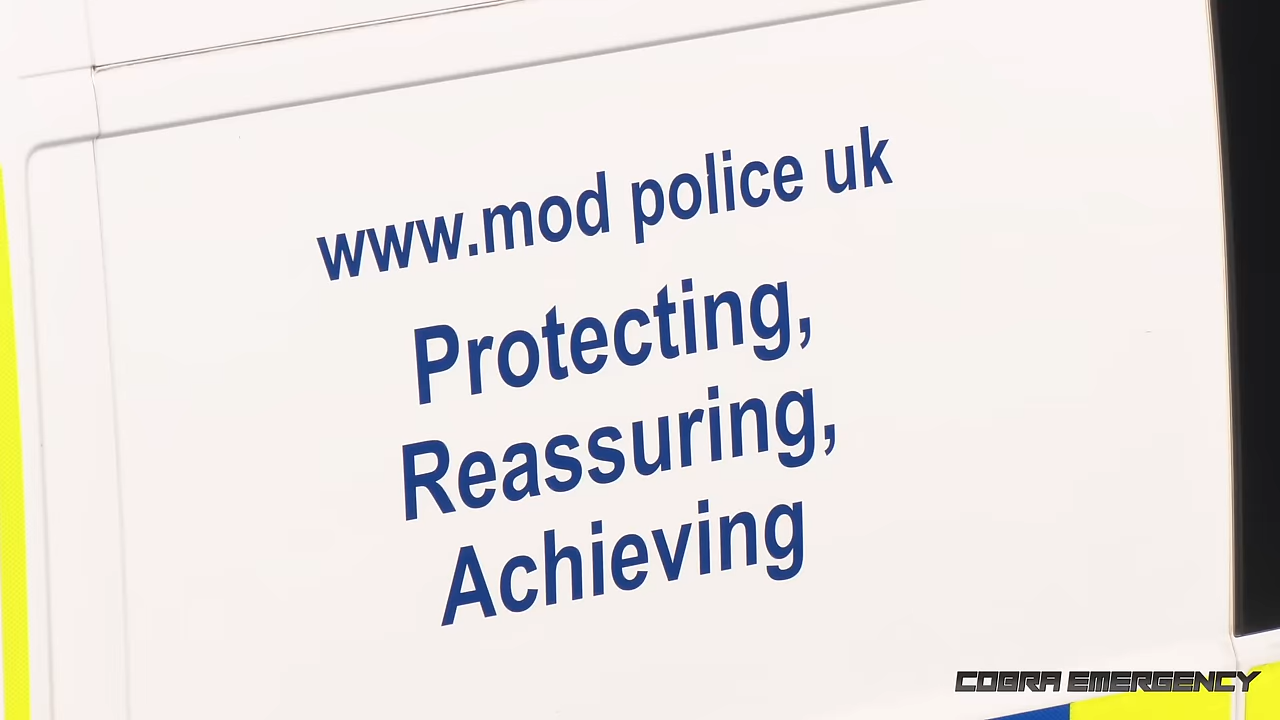 www.mod police uk
Protecting,
Reassuring,
Achieving
COBRA EMERGENCY